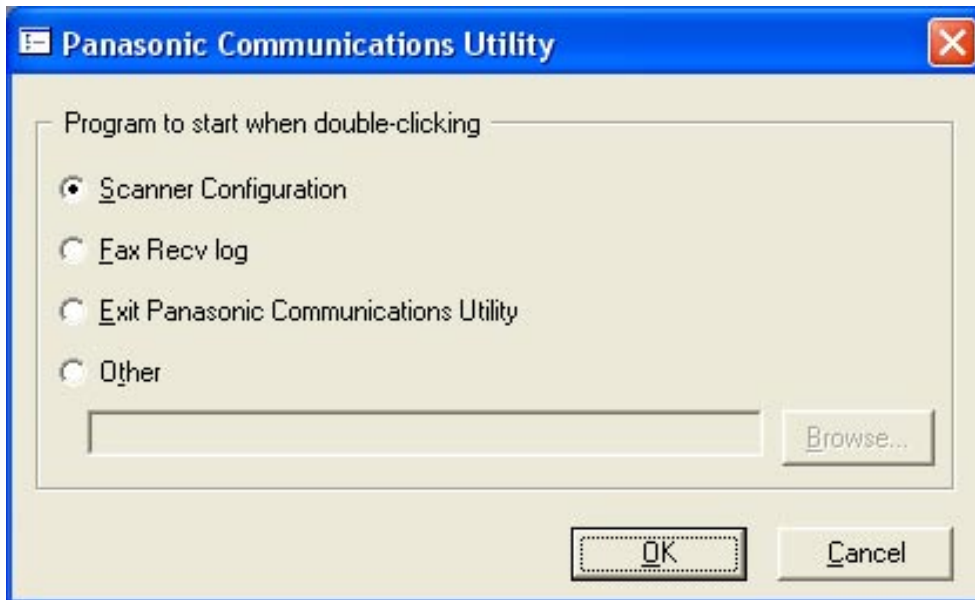 Panasonic Communications Utility
Program to start when double-clicking
Scanner Configuration
Fax Recv log
Exit Panasonic Communications Utility
Other
Browse...
OK Cancel